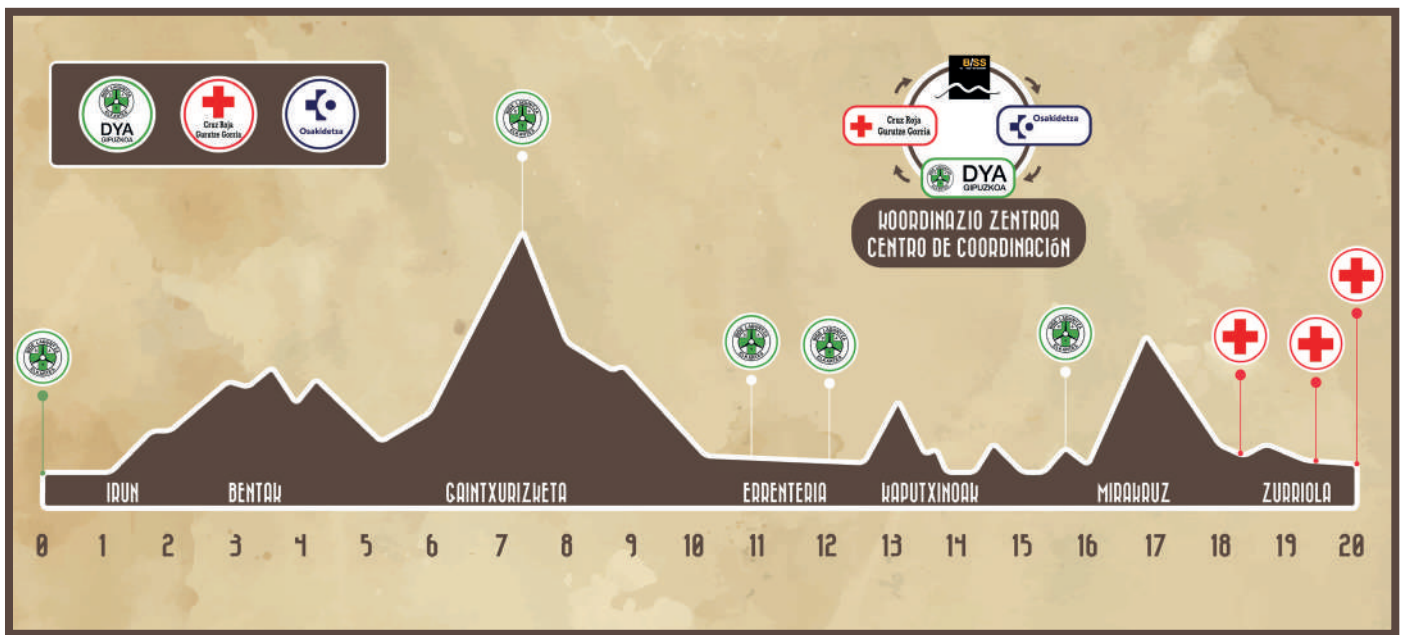 DYA
GIPUZKOA
Cruz Roja
Gurutze Gorria
Osakidetza
BISS
Cruz Roja
Gurutze Gorria
Osakidetza
DYA
GIPUZKOA
KOORDINAZIO ZENTROA
CENTRO DE COORDINACIÓN
IRUN BENTAK GAINTXURIZKETA ERRENTERIA KAPUTXINOAK MIRAKRUZ ZURRIOLA
0 1 2 3 4 5 6 7 8 9 10 11 12 13 14 15 16 17 18 19 20